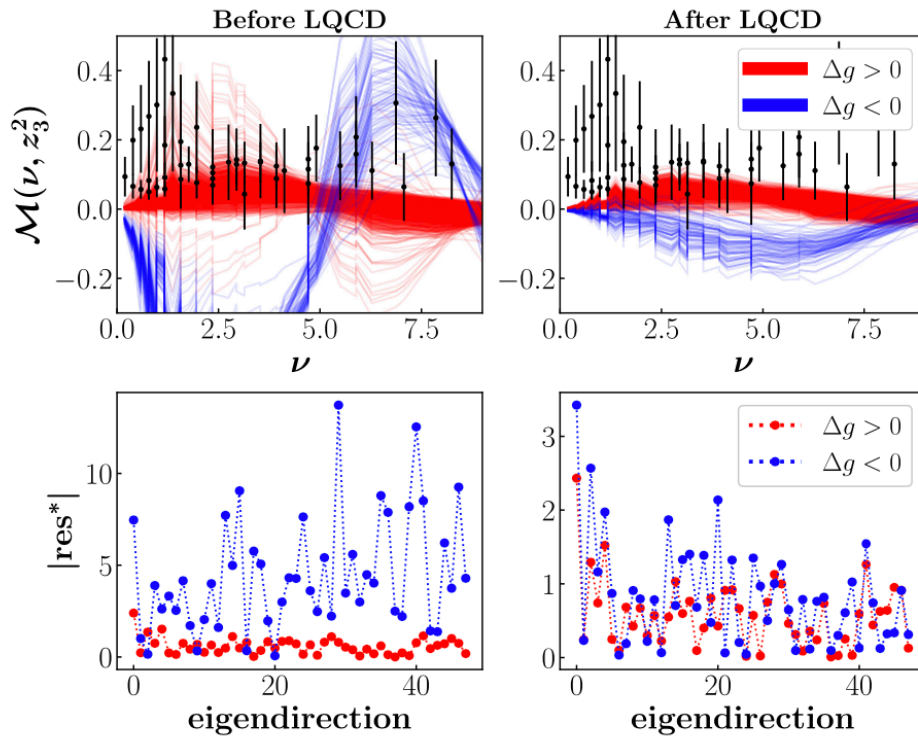 Before LQCD
After LQCD
𝓜(ν, z₃²)
0.4
0.2
0.0
−0.2
0.0
2.5
5.0
7.5
ν
0.4
0.2
0.0
−0.2
0.0
2.5
5.0
7.5
ν
Δg > 0
Δg < 0
|res*|
10
5
0
0
20
40
eigendirection
3
2
1
0
0
20
40
eigendirection
Δg > 0
Δg < 0